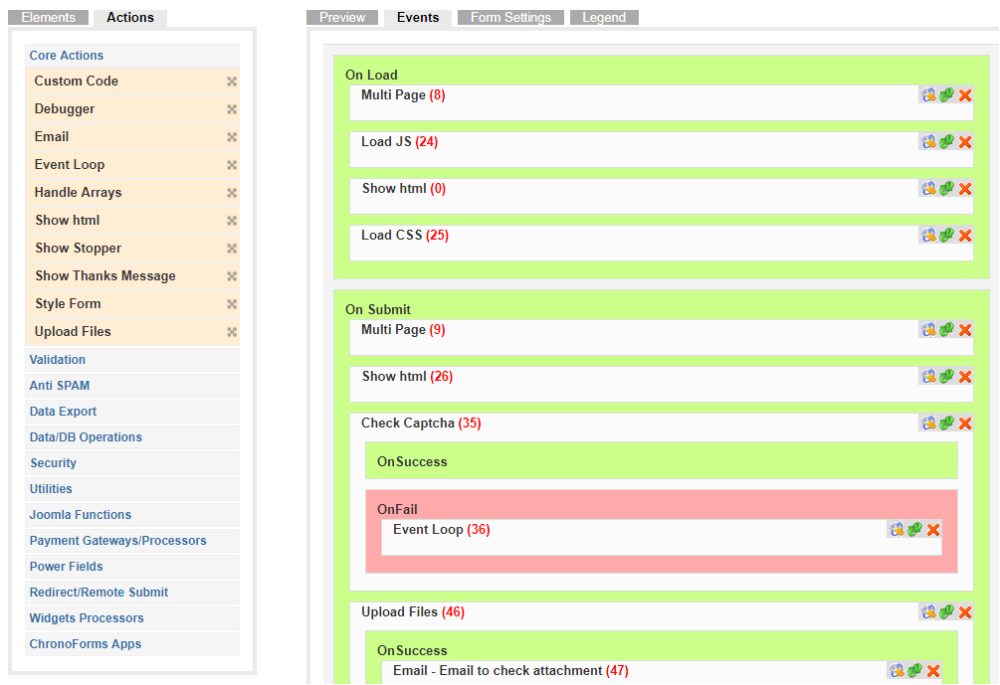 Elements Actions
Core Actions
Custom Code
Debugger
Email
Event Loop
Handle Arrays
Show html
Show Stopper
Show Thanks Message
Style Form
Upload Files
Validation
Anti SPAM
Data Export
Data/DB Operations
Security
Utilities
Joomla Functions
Payment Gateways/Processors
Power Fields
Redirect/Remote Submit
Widgets Processors
ChronoForms Apps
Preview Events Form Settings Legend
On Load
Multi Page (8)
Load JS (24)
Show html (0)
Load CSS (25)
On Submit
Multi Page (9)
Show html (26)
Check Captcha (35)
OnSuccess
OnFail
Event Loop (36)
Upload Files (46)
OnSuccess
Email - Email to check attachment (47)